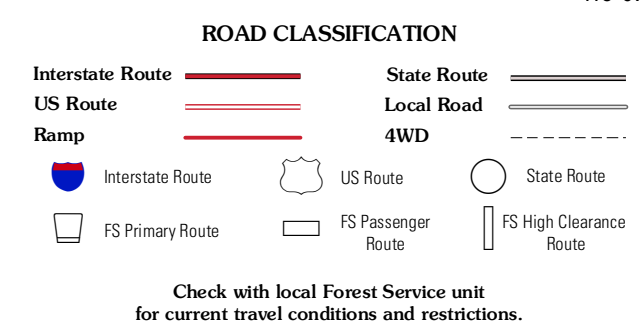 ROAD CLASSIFICATION
Interstate Route
State Route
US Route
Local Road
Ramp
4WD
Interstate Route
US Route
State Route
FS Primary Route
FS Passenger
Route
FS High Clearance
Route
Check with local Forest Service unit
for current travel conditions and restrictions.